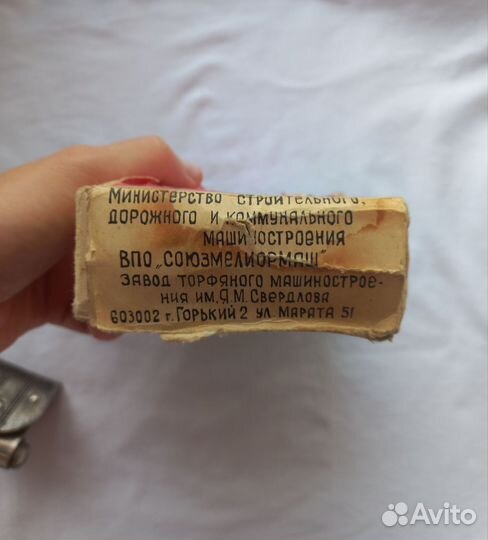 Министерство строительного,
дорожного и коммунального
машиностроения
ВПО „Союзмелиормаш"
завод торфяного машинострое-
ния им.Я.М.Свердлова
603002 г.Горький 2 ул Марата 51
Avito